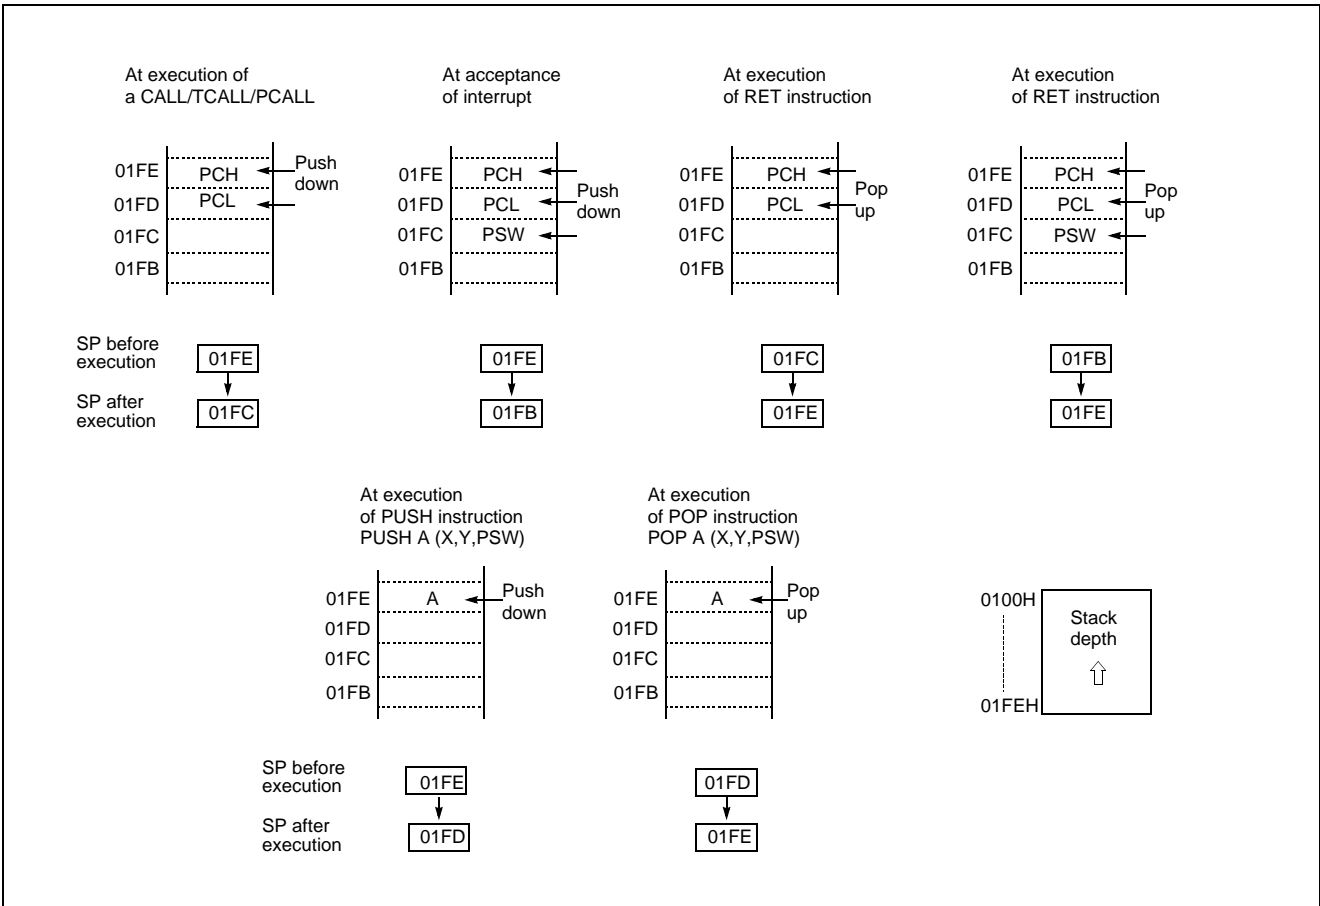 At execution of
a CALL/TCALL/PCALL
01FE PCH Push
down
01FD PCL
01FC
01FB
SP before
execution
01FE
SP after
execution
01FC
At acceptance
of interrupt
01FE PCH
01FD PCL Push
down
01FC PSW
01FB
01FE
01FB
At execution
of RET instruction
01FE PCH
01FD PCL Pop
up
01FC
01FB
01FC
01FE
At execution
of RET instruction
01FE PCH
01FD PCL Pop
up
01FC PSW
01FB
01FB
01FE
At execution
of PUSH instruction
PUSH A (X,Y,PSW)
01FE A Push
down
01FD
01FC
01FB
SP before
execution
01FE
SP after
execution
01FD
At execution
of POP instruction
POP A (X,Y,PSW)
01FE A Pop
up
01FD
01FC
01FB
01FD
01FE
0100H
Stack
depth
01FEH